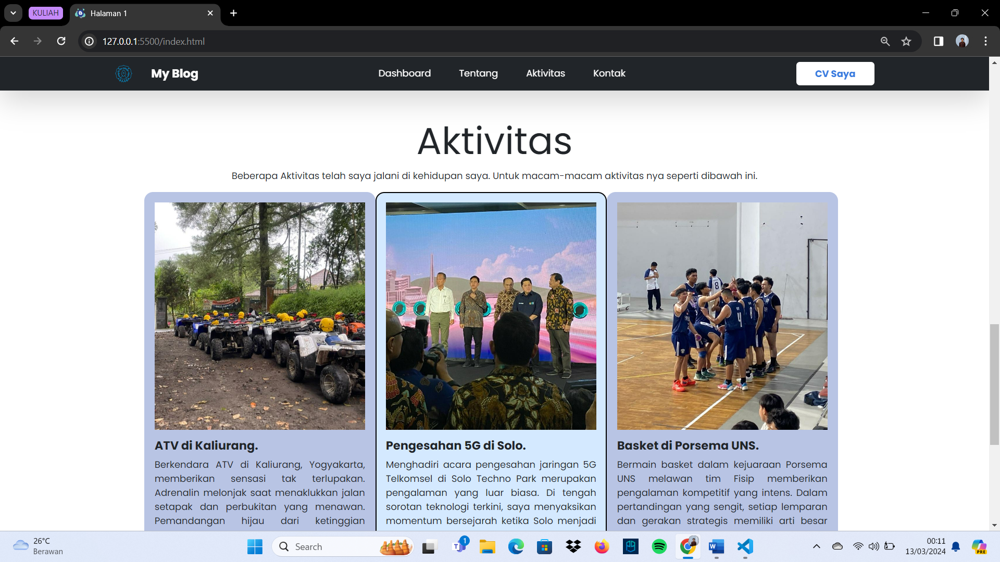 KULIAH
Halaman 1
127.0.0.1:5500/index.html
My Blog
Dashboard
Tentang
Aktivitas
Kontak
CV Saya
Aktivitas
Beberapa Aktivitas telah saya jalani di kehidupan saya. Untuk macam-macam aktivitas nya seperti dibawah ini.
ATV di Kaliurang.
Berkendara ATV di Kaliurang, Yogyakarta,
memberikan sensasi tak terlupakan.
Adrenalin melonjak saat menaklukkan jalan
setapak dan perbukitan yang menawan.
Pemandangan hijau dari ketinggian
Pengesahan 5G di Solo.
Menghadiri acara pengesahan jaringan 5G
Telkomsel di Solo Techno Park merupakan
pengalaman yang luar biasa. Di tengah
sorotan teknologi terkini, saya menyaksikan
momentum bersejarah ketika Solo menjadi
Basket di Porsema UNS.
Bermain basket dalam kejuaraan Porsema
UNS melawan tim Fisip memberikan
pengalaman kompetitif yang intens. Dalam
pertandingan yang sengit, setiap lemparan
dan gerakan strategis memiliki arti besar
8
4
26°C
Berawan
Search
1
00:11
13/03/2024
PRE